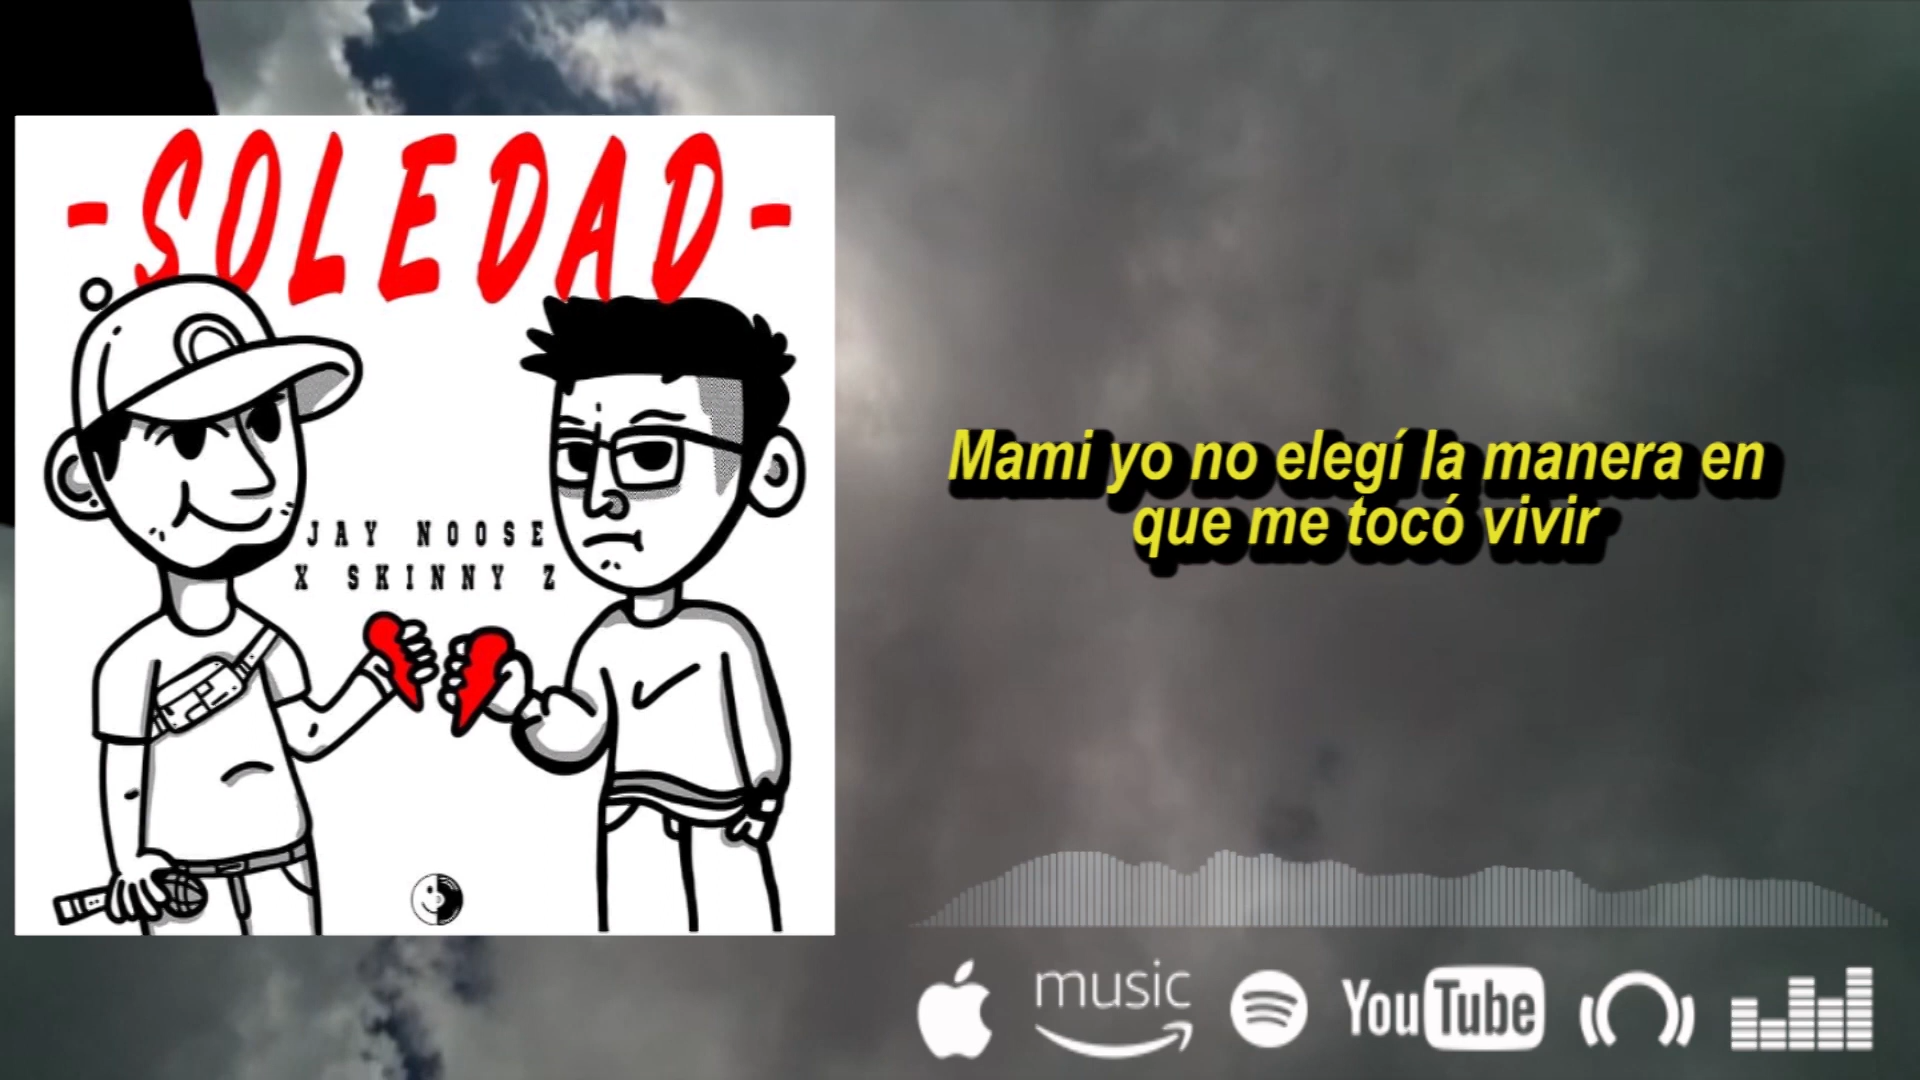 -SOLEDAD-
JAY NOOSE
X SKINNY Z
Mami yo no elegí la manera en
que me tocó vivir
music
YouTube